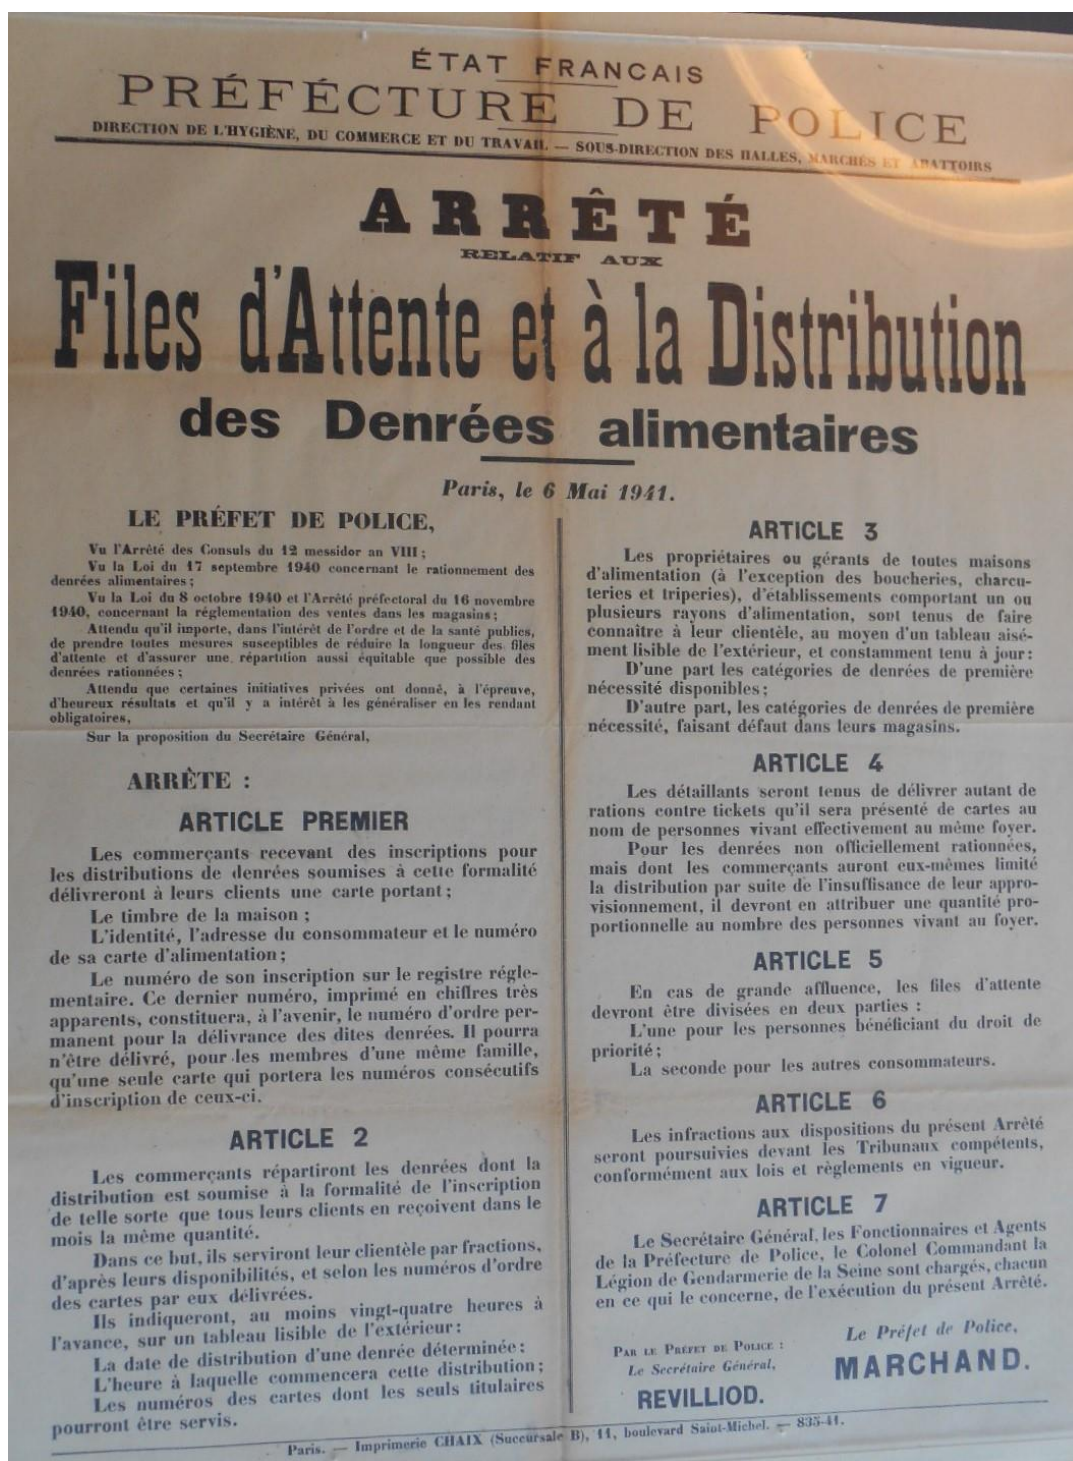 ÉTAT FRANCAIS
PRÉFÉCTURE DE POLICE
DIRECTION DE L'HYGIÈNE, DU COMMERCE ET DU TRAVAIL. — SOUS-DIRECTION DES HALLES, MARCHÉS ET ABATTOIRS
ARRÊTÉ
RELATIF AUX
Files d'Attente et à la Distribution
des Denrées alimentaires
Paris, le 6 Mai 1941.
LE PRÉFET DE POLICE,
Vu l'Arrêté des Consuls du 12 messidor an VIII ;
Vu la Loi du 17 septembre 1940 concernant le rationnement des
denrées alimentaires ;
Vu la Loi du 8 octobre 1940 et l'Arrêté préfectoral du 16 novembre
1940, concernant la réglementation des ventes dans les magasins ;
Attendu qu'il importe, dans l'intérêt de l'ordre et de la santé publics,
de prendre toutes mesures susceptibles de réduire la longueur des files
d'attente et d'assurer une répartition aussi équitable que possible des
denrées rationnées ;
Attendu que certaines initiatives privées ont donné, à l'épreuve,
d'heureux résultats et qu'il y a intérêt à les généraliser en les rendant
obligatoires,
Sur la proposition du Secrétaire Général,
ARRÊTE :
ARTICLE PREMIER
Les commerçants recevant des inscriptions pour
les distributions de denrées soumises à cette formalité
délivreront à leurs clients une carte portant ;
Le timbre de la maison ;
L'identité, l'adresse du consommateur et le numéro
de sa carte d'alimentation ;
Le numéro de son inscription sur le registre régle-
mentaire. Ce dernier numéro, imprimé en chiffres très
apparents, constituera, à l'avenir, le numéro d'ordre per-
manent pour la délivrance des dites denrées. Il pourra
n'être délivré, pour les membres d'une même famille,
qu'une seule carte qui portera les numéros consécutifs
d'inscription de ceux-ci.
ARTICLE 2
Les commerçants répartiront les denrées dont la
distribution est soumise à la formalité de l'inscription
de telle sorte que tous leurs clients en reçoivent dans le
mois la même quantité.
Dans ce but, ils serviront leur clientèle par fractions,
d'après leurs disponibilités, et selon les numéros d'ordre
des cartes par eux délivrées.
Ils indiqueront, au moins vingt-quatre heures à
l'avance, sur un tableau lisible de l'extérieur :
La date de distribution d'une denrée déterminée ;
L'heure à laquelle commencera cette distribution ;
Les numéros des cartes dont les seuls titulaires
pourront être servis.
ARTICLE 3
Les propriétaires ou gérants de toutes maisons
d'alimentation (à l'exception des boucheries, charcu-
teries et triperies), d'établissements comportant un ou
plusieurs rayons d'alimentation, sont tenus de faire
connaître à leur clientèle, au moyen d'un tableau aisé-
ment lisible de l'extérieur, et constamment tenu à jour :
D'une part les catégories de denrées de première
nécessité disponibles ;
D'autre part, les catégories de denrées de première
nécessité, faisant défaut dans leurs magasins.
ARTICLE 4
Les détaillants seront tenus de délivrer autant de
rations contre tickets qu'il sera présenté de cartes au
nom de personnes vivant effectivement au même foyer.
Pour les denrées non officiellement rationnées,
mais dont les commerçants auront eux-mêmes limité
la distribution par suite de l'insuffisance de leur appro-
visionnement, il devront en attribuer une quantité pro-
portionnelle au nombre des personnes vivant au foyer.
ARTICLE 5
En cas de grande affluence, les files d'attente
devront être divisées en deux parties :
L'une pour les personnes bénéficiant du droit de
priorité ;
La seconde pour les autres consommateurs.
ARTICLE 6
Les infractions aux dispositions du présent Arrêté
seront poursuivies devant les Tribunaux compétents,
conformément aux lois et règlements en vigueur.
ARTICLE 7
Le Secrétaire Général, les Fonctionnaires et Agents
de la Préfecture de Police, le Colonel Commandant la
Légion de Gendarmerie de la Seine sont chargés, chacun
en ce qui le concerne, de l'exécution du présent Arrêté.
PAR LE PRÉFET DE POLICE :
Le Secrétaire Général,
REVILLIOD.
Le Préfet de Police,
MARCHAND.
Paris. — Imprimerie CHAIX (Succursale B), 11, boulevard Saint-Michel. — 835-41.